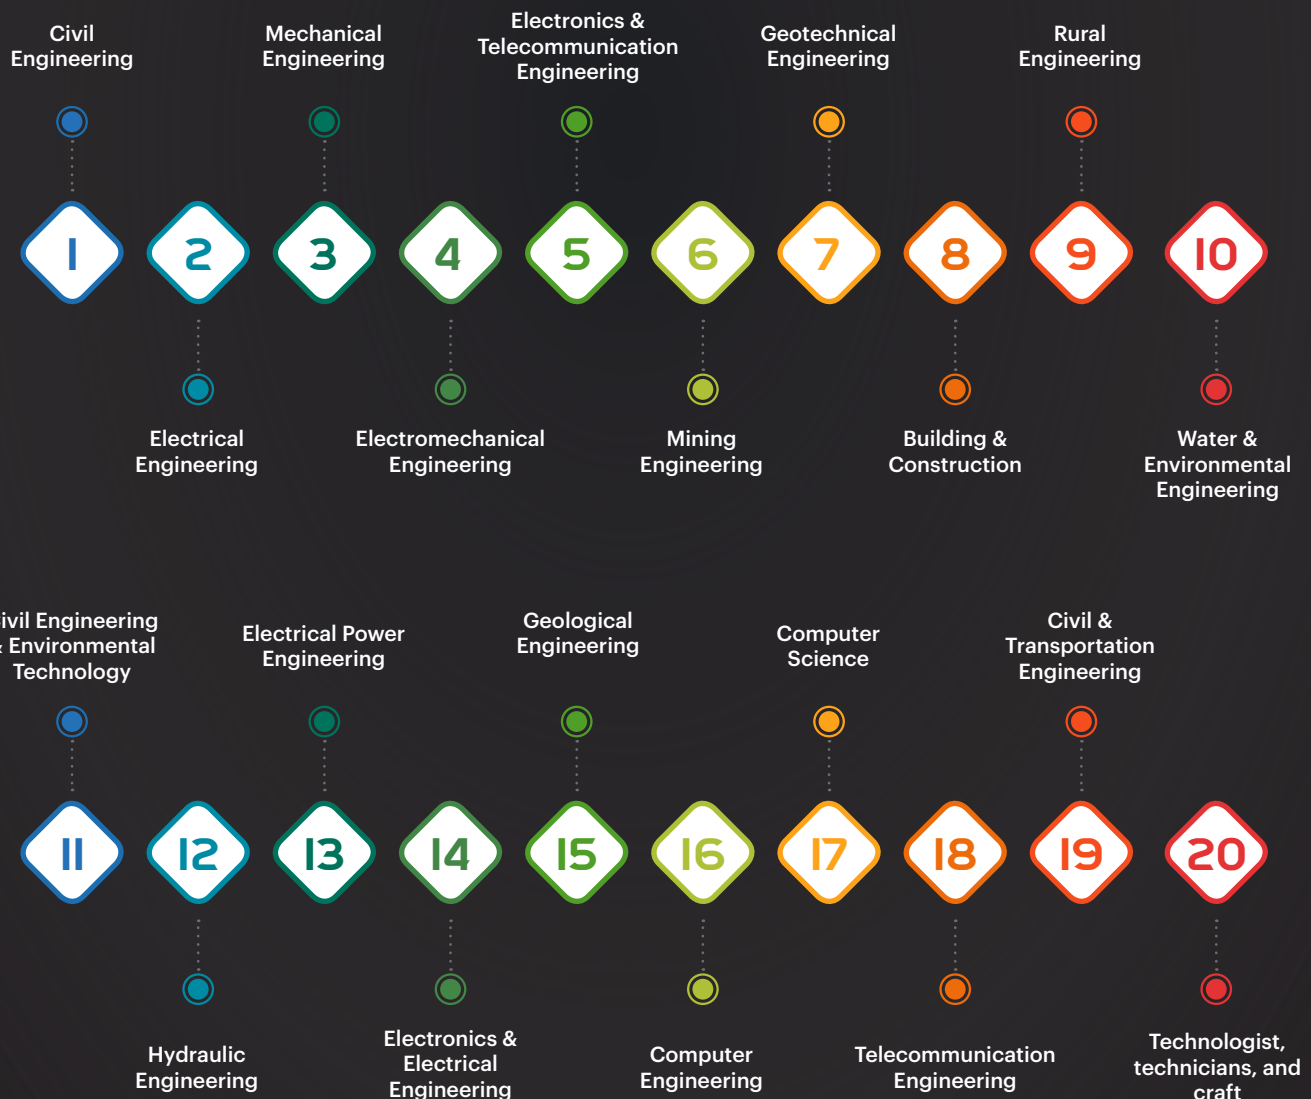 Civil
Engineering
Mechanical
Engineering
Electronics &
Telecommunication
Engineering
Geotechnical
Engineering
Rural
Engineering
1
2
3
4
5
6
7
8
9
10
Electrical
Engineering
Electromechanical
Engineering
Mining
Engineering
Building &
Construction
Water &
Environmental
Engineering
Civil Engineering
& Environmental
Technology
Electrical Power
Engineering
Geological
Engineering
Computer
Science
Civil &
Transportation
Engineering
11
12
13
14
15
16
17
18
19
20
Hydraulic
Engineering
Electronics &
Electrical
Engineering
Computer
Engineering
Telecommunication
Engineering
Technologist,
technicians, and
craft